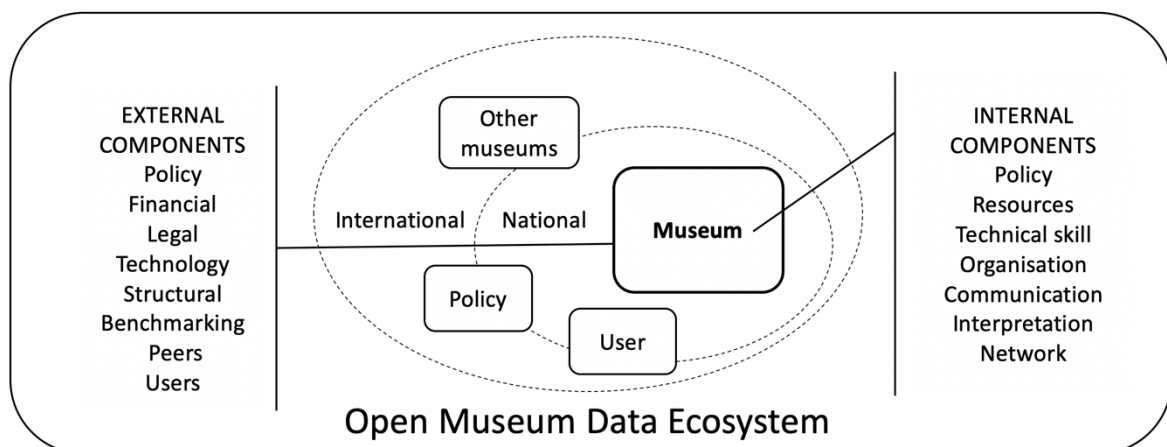 EXTERNAL
COMPONENTS
Policy
Financial
Legal
Technology
Structural
Benchmarking
Peers
Users
Other
museums
International
National
Museum
Policy
User
INTERNAL
COMPONENTS
Policy
Resources
Technical skill
Organisation
Communication
Interpretation
Network
Open Museum Data Ecosystem